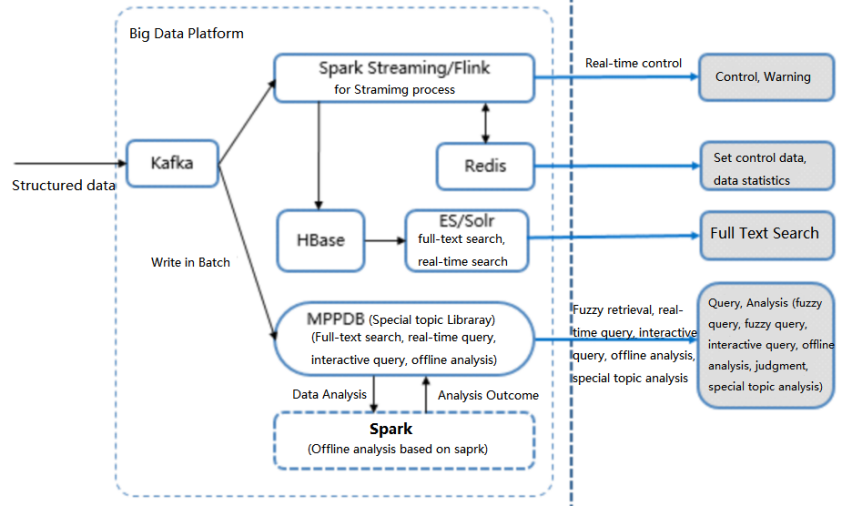 Big Data Platform
Spark Streaming/Flink
for Stramimg process
Real-time control
Control, Warning
Kafka
Structured data
Redis
Set control data,
data statistics
HBase
ES/Solr
full-text search,
real-time search
Full Text Search
Write in Batch
MPPDB (Special topic Libraray)
(Full-text search, real-time query,
interactive query, offline analysis)
Fuzzy retrieval, real-
time query, interactive
query, offline analysis,
special topic analysis
Query, Analysis (fuzzy
query, fuzzy query,
interactive query, offline
analysis, judgment,
special topic analysis)
Data Analysis
Analysis Outcome
Spark
(Offline analysis based on saprk)